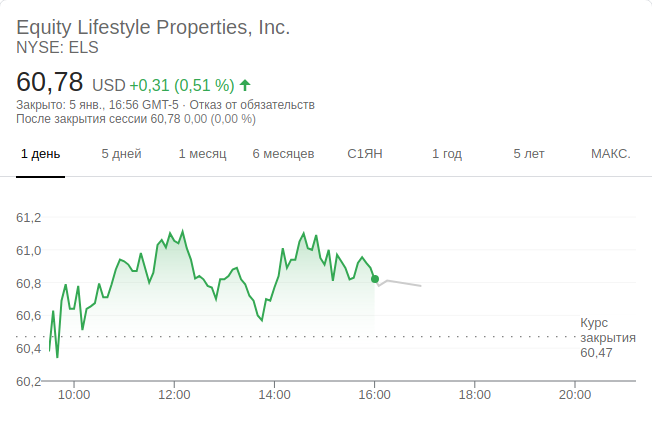 Equity Lifestyle Properties, Inc.
NYSE: ELS
60,78 USD +0,31 (0,51 %)
Закрыто: 5 янв., 16:56 GMT-5 · Отказ от обязательств
После закрытия сессии 60,78 0,00 (0,00 %)
1 день 5 дней 1 месяц 6 месяцев С1ЯН 1 год 5 лет МАКС.
61,2
61,0
60,8
60,6
60,4
60,2
Курс
закрытия
60,47
10:00 12:00 14:00 16:00 18:00 20:00